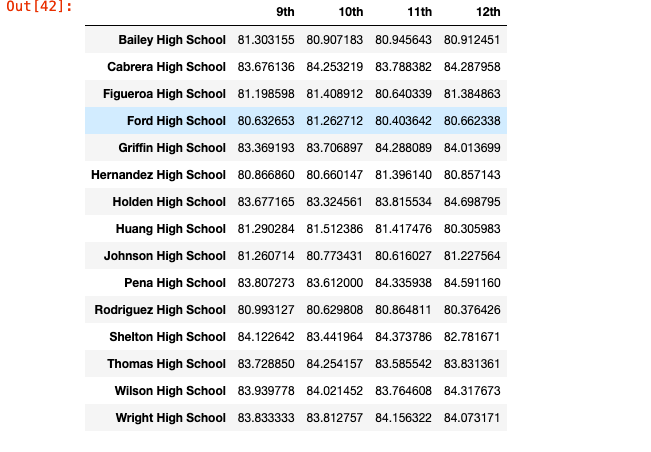 Out[42]:
9th 10th 11th 12th
Bailey High School 81.303155 80.907183 80.945643 80.912451
Cabrera High School 83.676136 84.253219 83.788382 84.287958
Figueroa High School 81.198598 81.408912 80.640339 81.384863
Ford High School 80.632653 81.262712 80.403642 80.662338
Griffin High School 83.369193 83.706897 84.288089 84.013699
Hernandez High School 80.866860 80.660147 81.396140 80.857143
Holden High School 83.677165 83.324561 83.815534 84.698795
Huang High School 81.290284 81.512386 81.417476 80.305983
Johnson High School 81.260714 80.773431 80.616027 81.227564
Pena High School 83.807273 83.612000 84.335938 84.591160
Rodriguez High School 80.993127 80.629808 80.864811 80.376426
Shelton High School 84.122642 83.441964 84.373786 82.781671
Thomas High School 83.728850 84.254157 83.585542 83.831361
Wilson High School 83.939778 84.021452 83.764608 84.317673
Wright High School 83.833333 83.812757 84.156322 84.073171